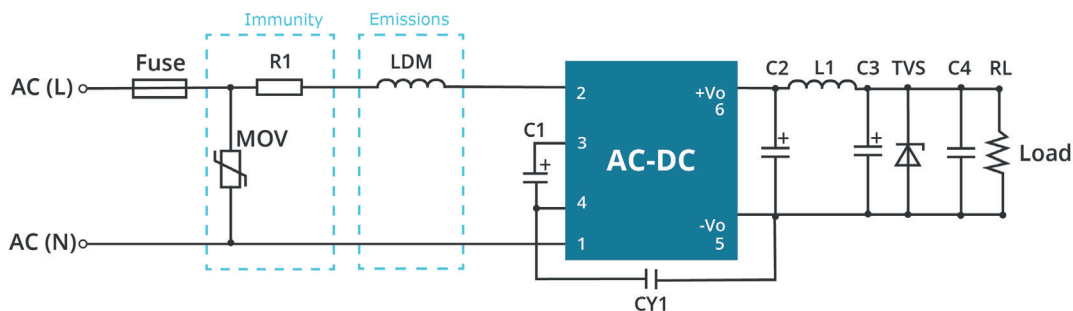 Immunity
Emissions
Fuse
R1
LDM
C2 L1 C3 TVS C4 RL
AC (L)
2
+Vo
6
C1
+
3
MOV
AC-DC
+
+
Load
4
AC (N)
1
-Vo
5
CY1